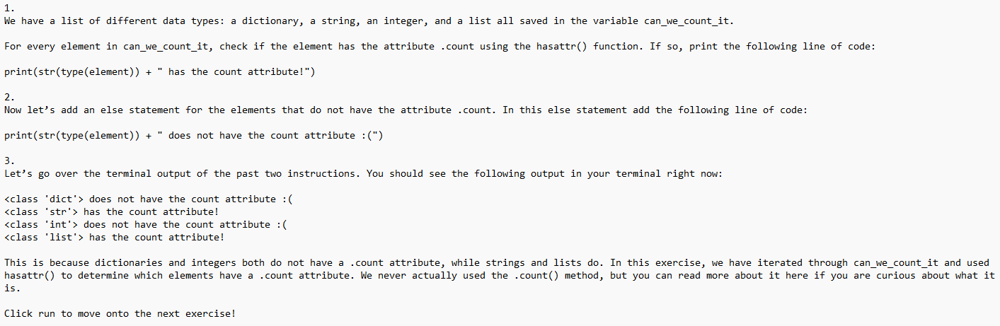 1.
We have a list of different data types: a dictionary, a string, an integer, and a list all saved in the variable can_we_count_it.
For every element in can_we_count_it, check if the element has the attribute .count using the hasattr() function. If so, print the following line of code:
print(str(type(element)) + " has the count attribute!")
2.
Now let’s add an else statement for the elements that do not have the attribute .count. In this else statement add the following line of code:
print(str(type(element)) + " does not have the count attribute :(")
3.
Let’s go over the terminal output of the past two instructions. You should see the following output in your terminal right now:
<class 'dict'> does not have the count attribute :(
<class 'str'> has the count attribute!
<class 'int'> does not have the count attribute :(
<class 'list'> has the count attribute!
This is because dictionaries and integers both do not have a .count attribute, while strings and lists do. In this exercise, we have iterated through can_we_count_it and used
hasattr() to determine which elements have a .count attribute. We never actually used the .count() method, but you can read more about it here if you are curious about what it
is.
Click run to move onto the next exercise!